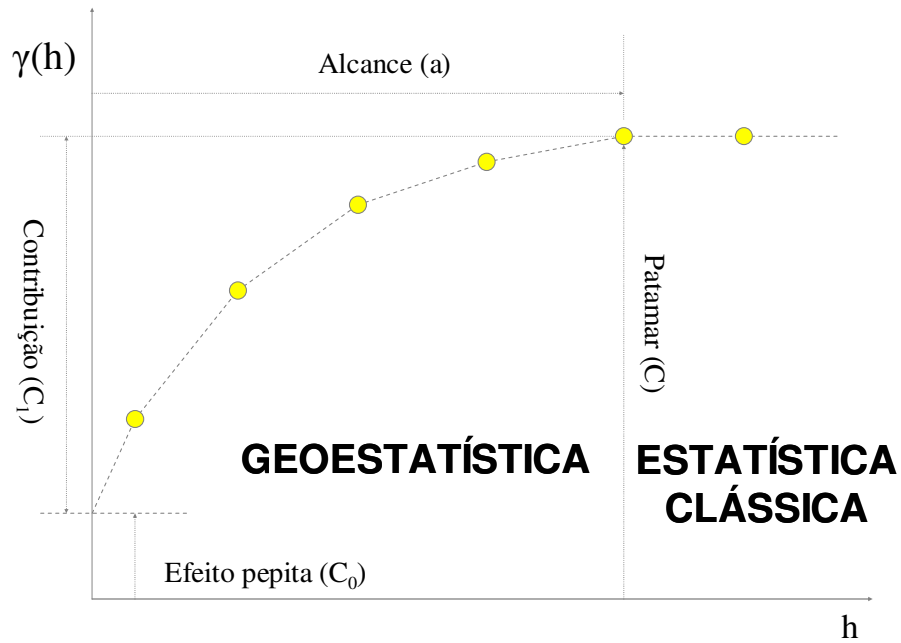 γ(h)
Alcance (a)
Contribuição (C₁)
Patamar (C)
GEOESTATÍSTICA
ESTATÍSTICA
CLÁSSICA
Efeito pepita (C₀)
h